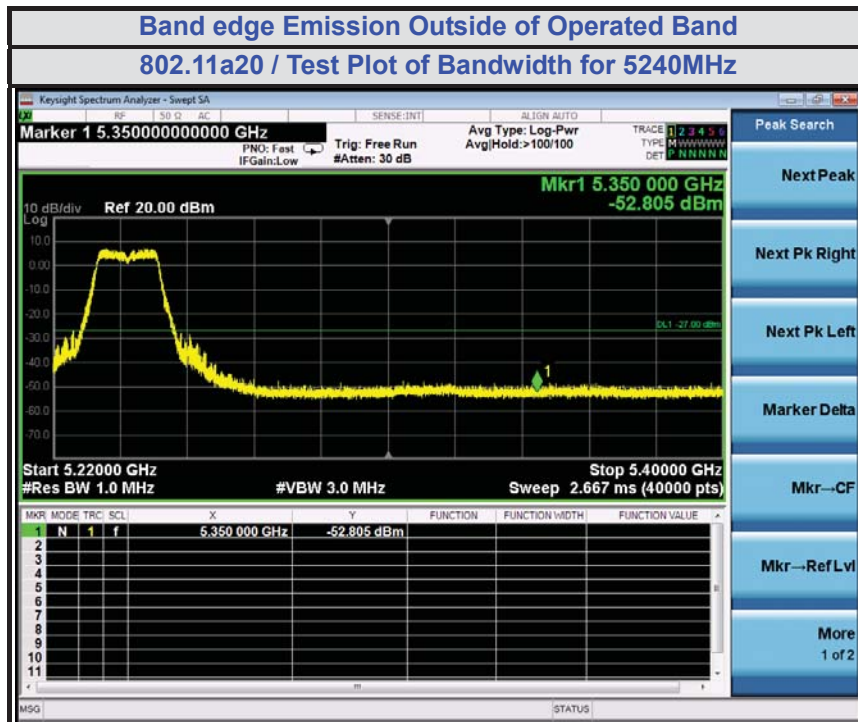 Band edge Emission Outside of Operated Band
802.11a20 / Test Plot of Bandwidth for 5240MHz
Keysight Spectrum Analyzer - Swept SA
RF 50 Ω AC SENSE:INT ALIGN AUTO
Marker 1 5.350000000000 GHz
PNO: Fast
IFGain:Low
Trig: Free Run
#Atten: 30 dB
Avg Type: Log-Pwr
Avg|Hold:>100/100
TRACE 1 2 3 4 5 6
TYPE M WWWWW
DET P N N N N N
Peak Search
Mkr1 5.350 000 GHz
-52.805 dBm
10 dB/div Ref 20.00 dBm
Log
10.0
0.00
-10.0
-20.0
-30.0
-40.0
-50.0
-60.0
-70.0
DL1 -27.00 dBm
1
Start 5.22000 GHz
Stop 5.40000 GHz
#Res BW 1.0 MHz
#VBW 3.0 MHz
Sweep 2.667 ms (40000 pts)
MKR MODE TRC SCL X Y FUNCTION FUNCTION WIDTH FUNCTION VALUE
1 N 1 f 5.350 000 GHz -52.805 dBm
2
3
4
5
6
7
8
9
10
11
MSG
STATUS
Next Peak
Next Pk Right
Next Pk Left
Marker Delta
Mkr→CF
Mkr→Ref Lvl
More
1 of 2